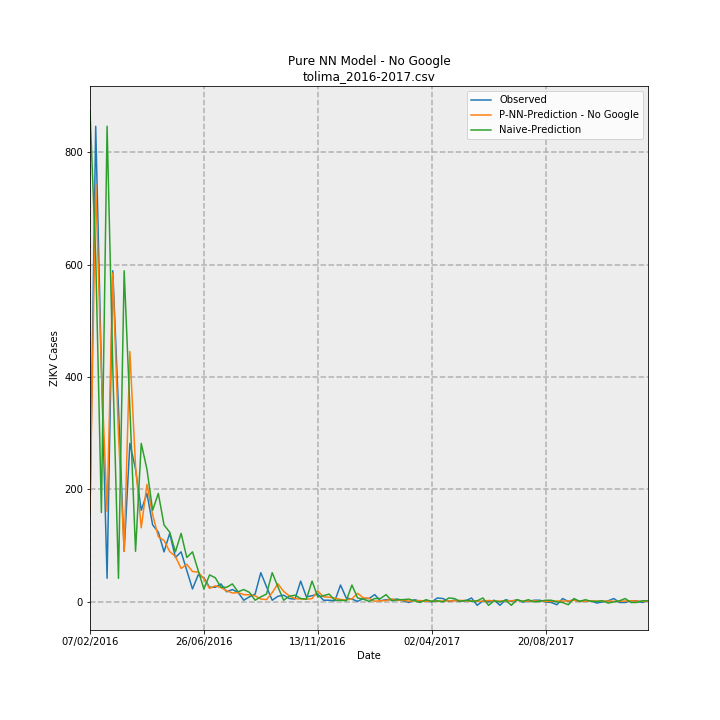 Pure NN Model - No Google
tolima_2016-2017.csv
Observed
P-NN-Prediction - No Google
Naive-Prediction
800
600
400
200
0
ZIKV Cases
07/02/2016
26/06/2016
13/11/2016
02/04/2017
20/08/2017
Date